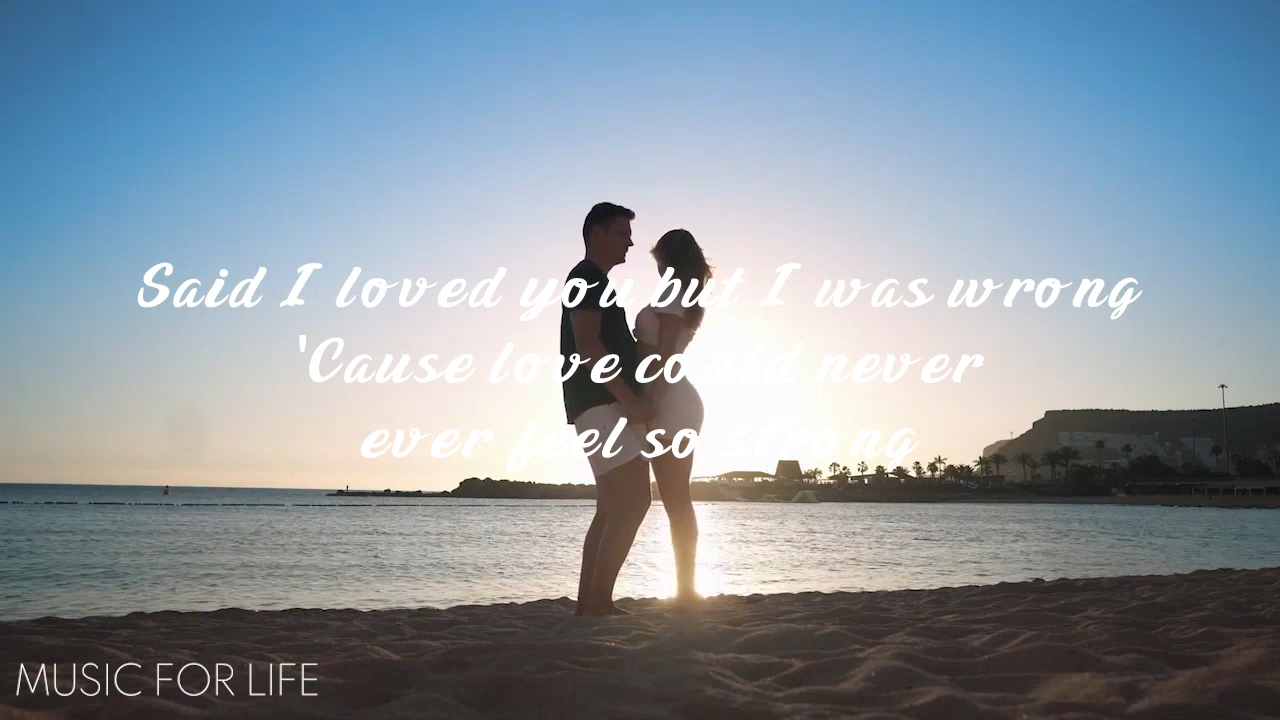 Said I loved you but I was wrong
'Cause love could never
ever feel so strong
MUSIC FOR LIFE